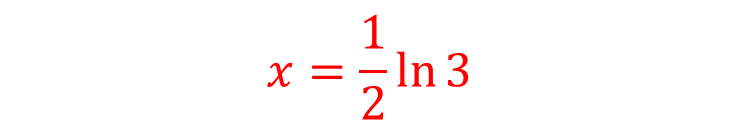 x = 1/2 ln 3